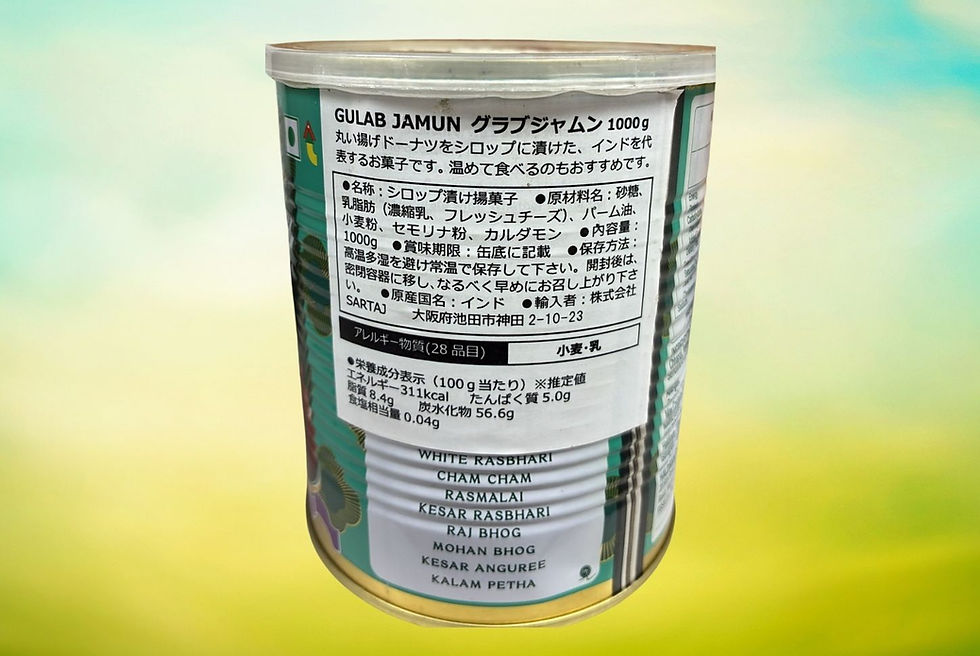 GULAB JAMUN グラブジャムン 1000g
丸い揚げドーナツをシロップに漬けた、インドを代
表するお菓子です。温めて食べるのもおすすめです。
●名称：シロップ漬け揚菓子 ●原材料名：砂糖、
乳脂肪（濃縮乳、フレッシュチーズ）、パーム油、
小麦粉、セモリナ粉、カルダモン ●内容量：
1000g ●賞味期限：缶底に記載 ●保存方法：
高温多湿を避け常温で保存して下さい。開封後は、
密閉容器に移し、なるべく早めにお召し上がり下さ
い。 ●原産国名：インド ●輸入者：株式会社
SARTAJ 大阪府池田市神田 2-10-23
アレルギー物質(28 品目) 小麦・乳
●栄養成分表示（100g当たり）※推定値
エネルギー311kcal たんぱく質 5.0g
脂質 8.4g 炭水化物 56.6g
食塩相当量 0.04g
WHITE RASBHARI
CHAM CHAM
RASMALAI
KESAR RASBHARI
RAJ BHOG
MOHAN BHOG
KESAR ANGUREE
KALAM PETHA